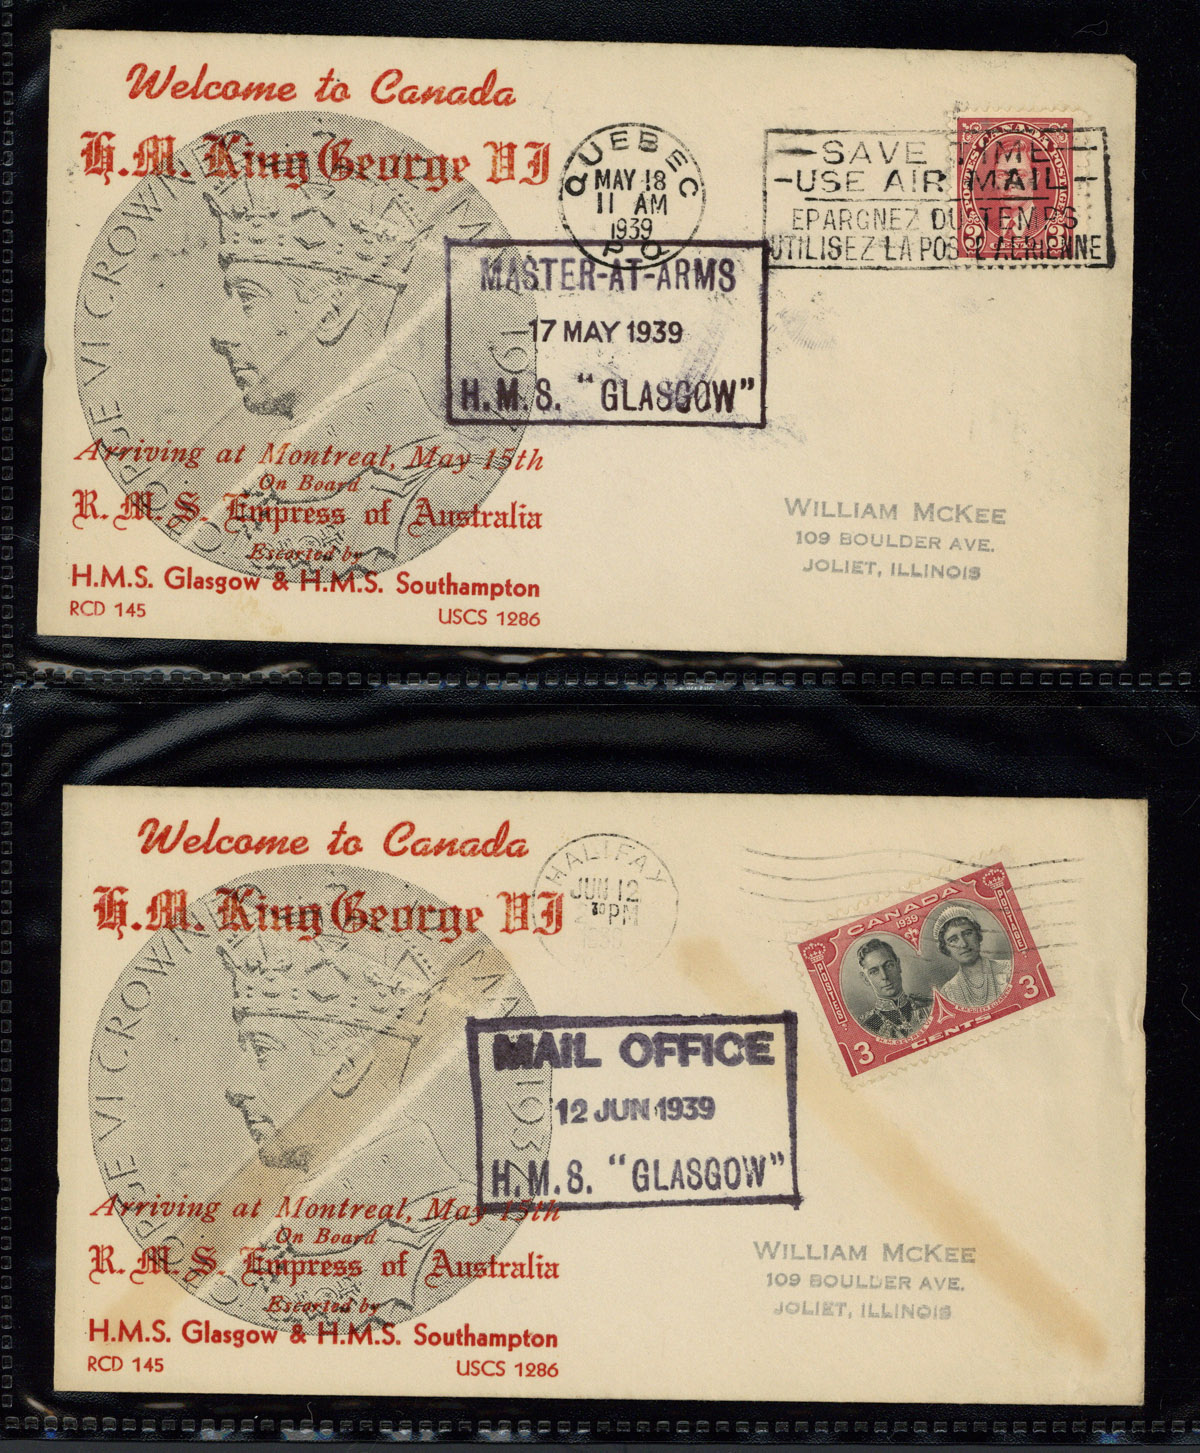 Welcome to Canada
H.M. King George VI
QUEBEC
MAY 18
11 AM
1939
P.O.
SAVE TIME
USE AIR MAIL
EPARGNEZ DU TEMPS
UTILISEZ LA POSTE AERIENNE
MASTER-AT-ARMS
17 MAY 1939
H.M.S. "GLASGOW"
Arriving at Montreal, May 15th
On Board
R.M.S. Empress of Australia
Escorted by
H.M.S. Glasgow & H.M.S. Southampton
RCD 145 USCS 1286
WILLIAM MCKEE
109 BOULDER AVE.
JOLIET, ILLINOIS
Welcome to Canada
H.M. King George VI
HALIFAX
JUN 12
30 PM
CANADA
1939
POSTES POSTAGE
3 CENTS 3
MAIL OFFICE
12 JUN 1939
H.M.S. "GLASGOW"
Arriving at Montreal, May 15th
On Board
R.M.S. Empress of Australia
Escorted by
H.M.S. Glasgow & H.M.S. Southampton
RCD 145 USCS 1286
WILLIAM MCKEE
109 BOULDER AVE.
JOLIET, ILLINOIS